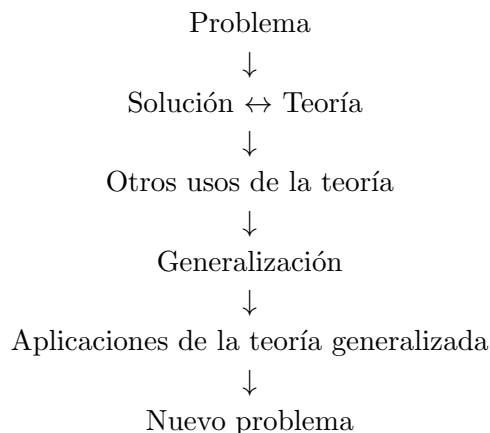 Problema
↓
Solución ↔ Teoría
↓
Otros usos de la teoría
↓
Generalización
↓
Aplicaciones de la teoría generalizada
↓
Nuevo problema